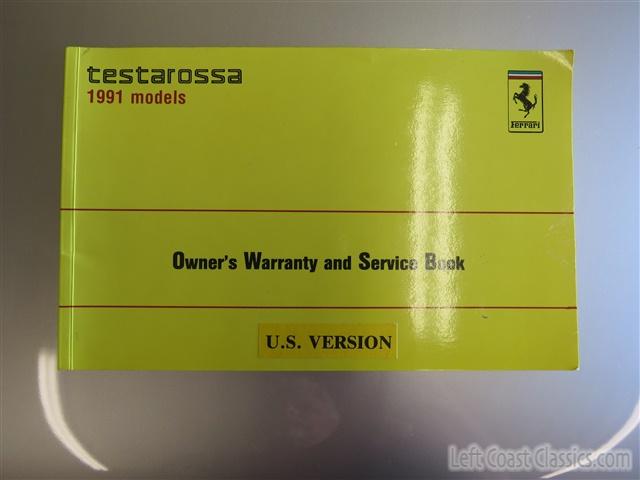 testarossa
1991 models
Ferrari
Owner's Warranty and Service Book
U.S. VERSION
Left Coast Classics.com